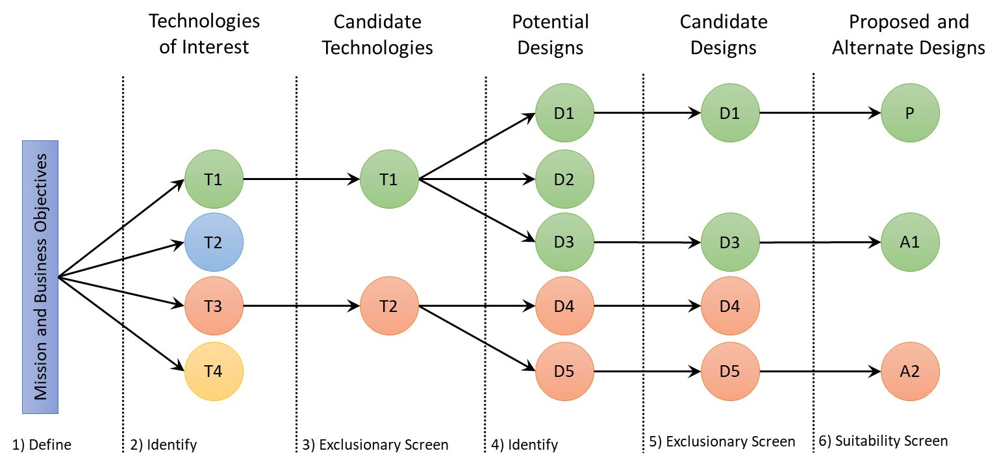 Technologies
of Interest
Candidate
Technologies
Potential
Designs
Candidate
Designs
Proposed and
Alternate Designs
Mission and Business Objectives
T1
T2
T3
T4
T1
T2
D1
D2
D3
D4
D5
D1
D3
D4
D5
P
A1
A2
1) Define
2) Identify
3) Exclusionary Screen
4) Identify
5) Exclusionary Screen
6) Suitability Screen